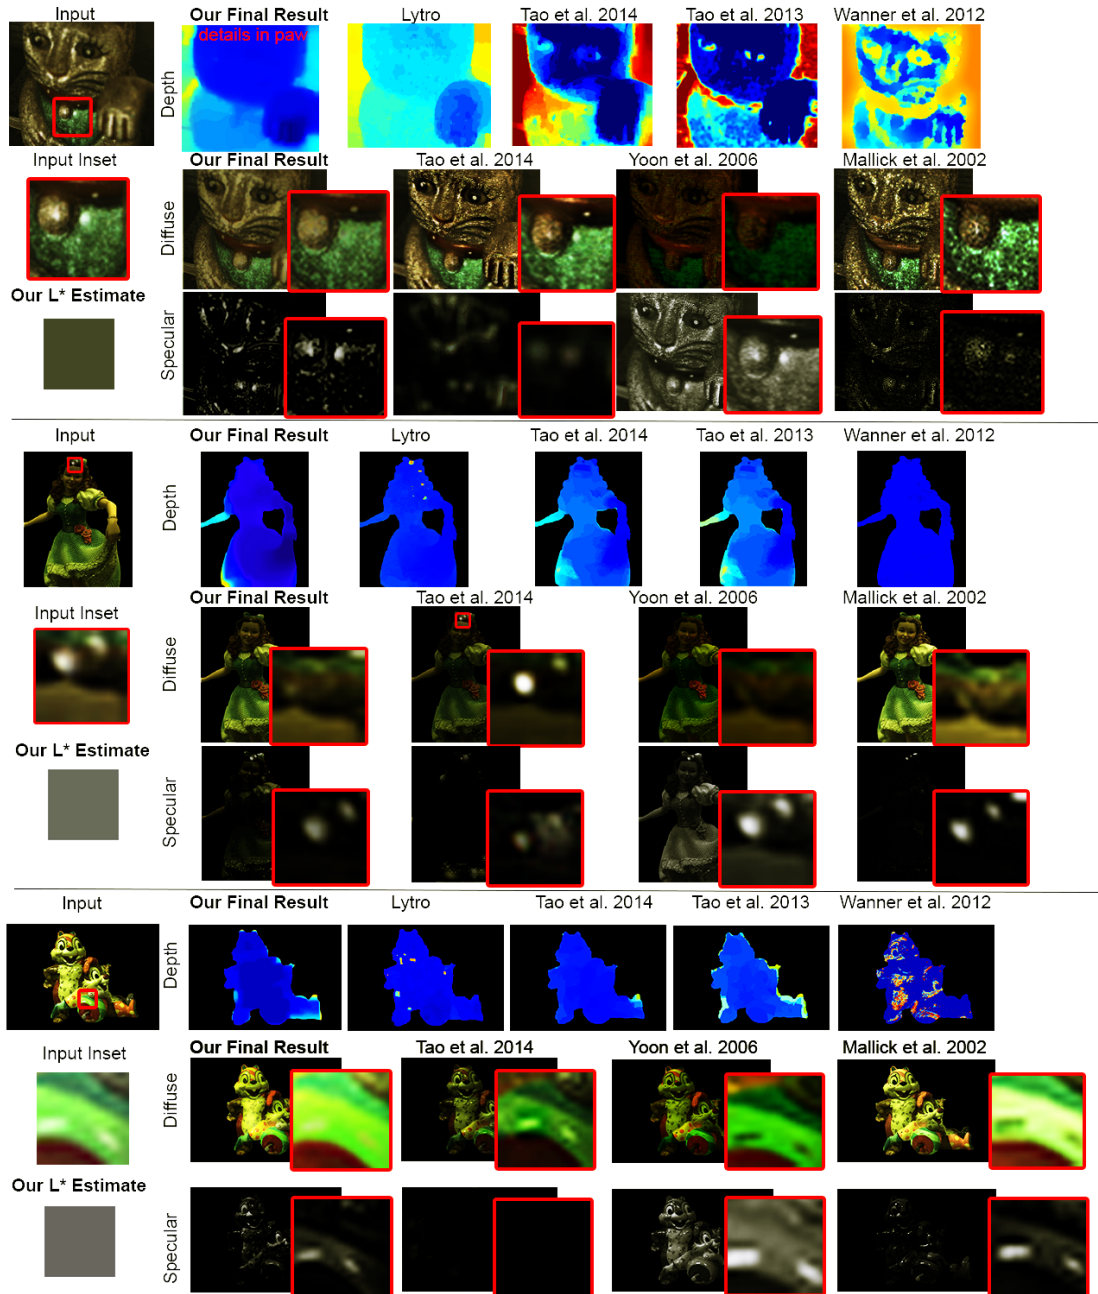 Input
Our Final Result
Lytro
Tao et al. 2014
Tao et al. 2013
Wanner et al. 2012
details in paw
Depth
Input Inset
Our Final Result
Tao et al. 2014
Yoon et al. 2006
Mallick et al. 2002
Diffuse
Our L* Estimate
Specular
Input
Our Final Result
Lytro
Tao et al. 2014
Tao et al. 2013
Wanner et al. 2012
Depth
Input Inset
Our Final Result
Tao et al. 2014
Yoon et al. 2006
Mallick et al. 2002
Diffuse
Our L* Estimate
Specular
Input
Our Final Result
Lytro
Tao et al. 2014
Tao et al. 2013
Wanner et al. 2012
Depth
Input Inset
Our Final Result
Tao et al. 2014
Yoon et al. 2006
Mallick et al. 2002
Diffuse
Our L* Estimate
Specular